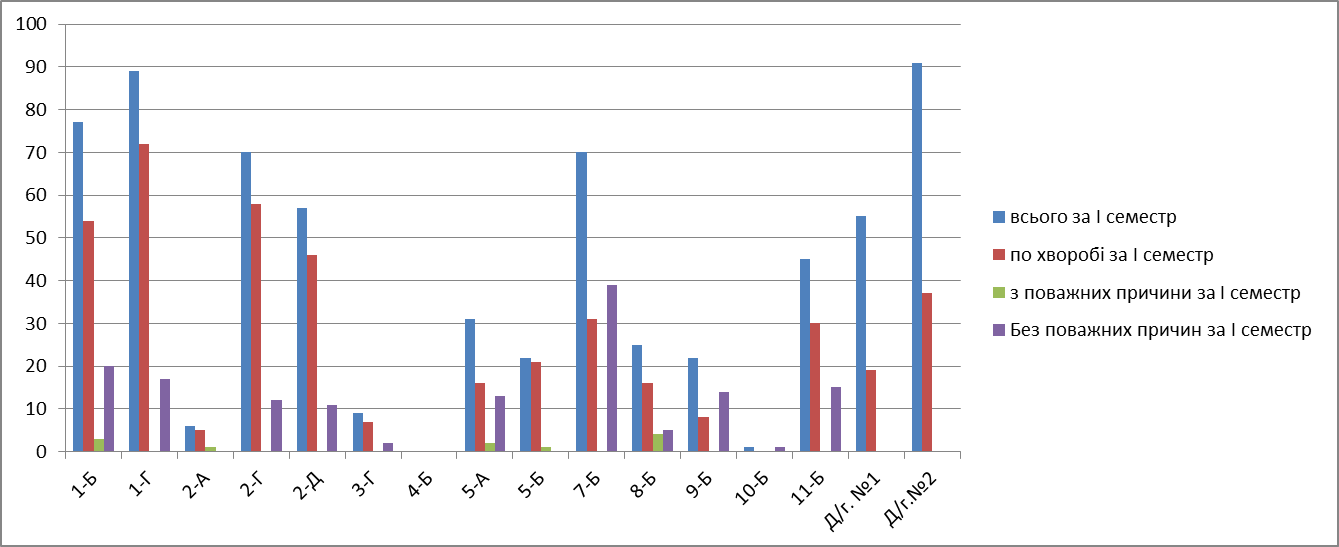 100
90
80
70
60
50
40
30
20
10
0
1-Б
1-Г
2-А
2-Г
2-Д
3-Г
4-Б
5-А
5-Б
7-Б
8-Б
9-Б
10-Б
11-Б
Д/г. №1
Д/г.№2
всього за І семестр
по хворобі за І семестр
з поважних причини за І семестр
Без поважних причин за І семестр